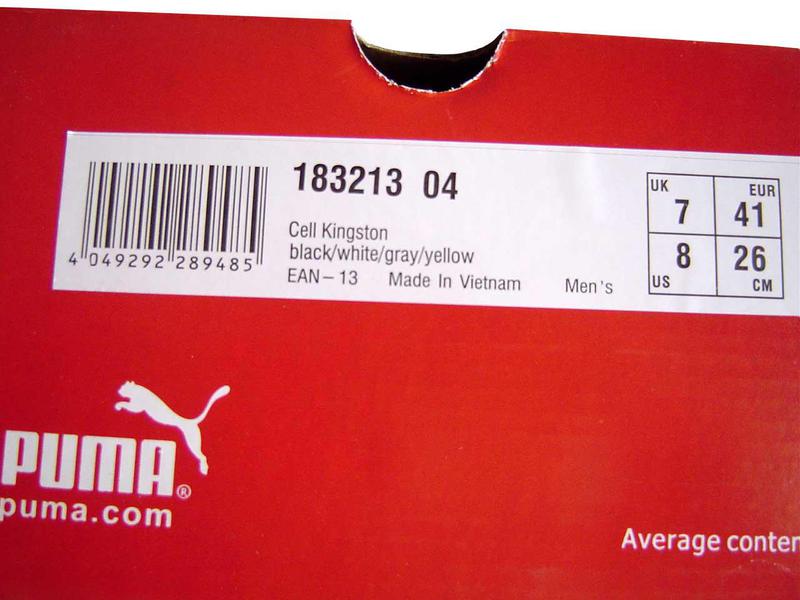 183213 04
Cell Kingston
black/white/gray/yellow
EAN-13 Made In Vietnam Men's
4 049292 289485
UK 7
EUR 41
8 US
26 CM
PUMA®
puma.com
Average